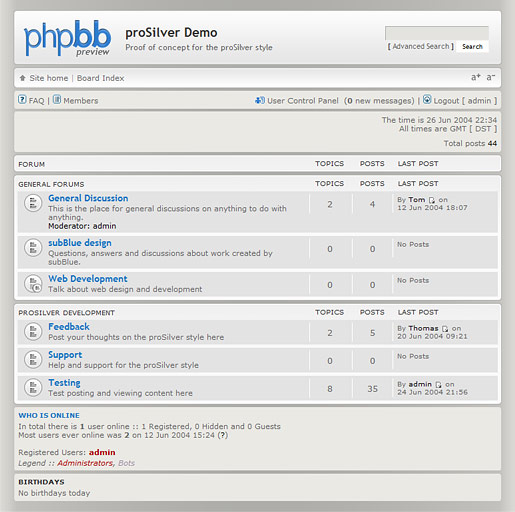 phpBB
preview
proSilver Demo
Proof of concept for the proSilver style
[ Advanced Search ] Search
Site home | Board Index
a+ a-
FAQ | Members
User Control Panel (0 new messages) | Logout [ admin ]
The time is 26 Jun 2004 22:34
All times are GMT [ DST ]
Total posts 44
FORUM TOPICS POSTS LAST POST
GENERAL FORUMS TOPICS POSTS LAST POST
General Discussion
This is the place for general discussions on anything to do with
anything.
Moderator: admin
2 4
By Tom on
12 Jun 2004 18:07
subBlue design
Questions, answers and discussions about work created by
subBlue.
0 0 No Posts
Web Development
Talk about web design and development
0 0 No Posts
PROSILVER DEVELOPMENT TOPICS POSTS LAST POST
Feedback
Post your thoughts on the proSilver style here
2 5
By Thomas on
20 Jun 2004 09:21
Support
Help and support for the proSilver style
0 0 No Posts
Testing
Test posting and viewing content here
8 35
By admin on
24 Jun 2004 21:56
WHO IS ONLINE
In total there is 1 user online :: 1 Registered, 0 Hidden and 0 Guests
Most users ever online was 2 on 12 Jun 2004 15:24 (?)
Registered Users: admin
Legend :: Administrators, Bots
BIRTHDAYS
No birthdays today